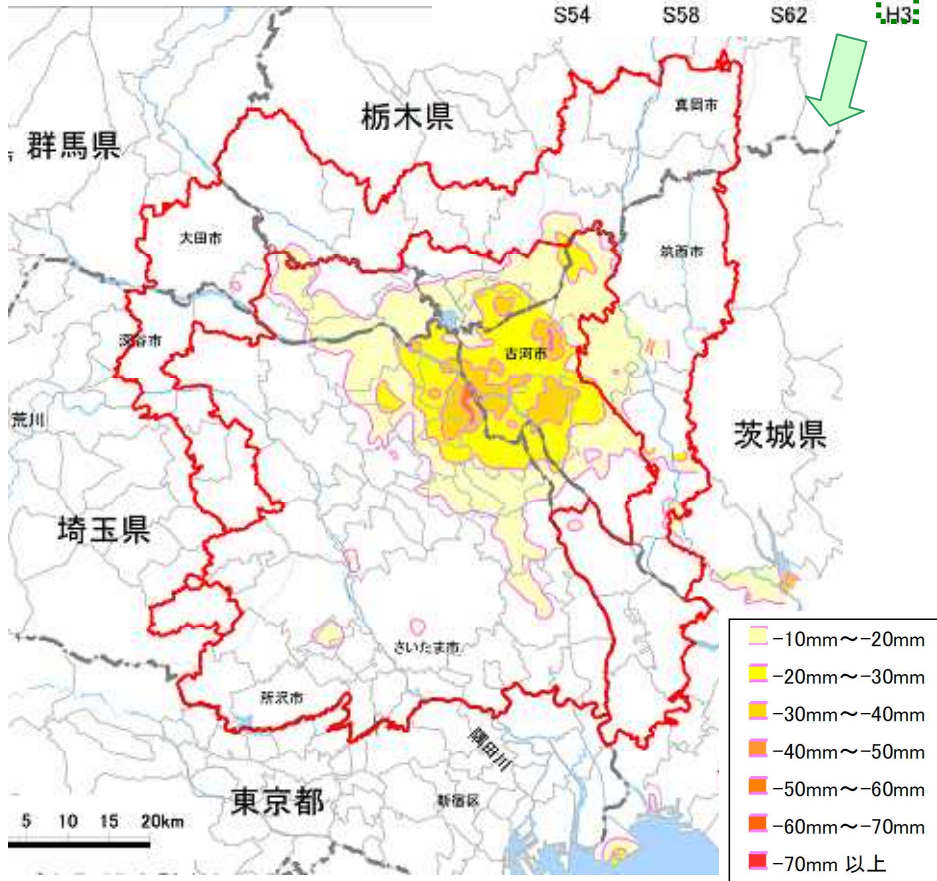 S54 S58 S62 H3
栃木県
真岡市
群馬県
太田市
筑西市
深谷市
古河市
荒川
茨城県
埼玉県
さいたま市
所沢市
隅田川
東京都
新宿区
5 10 15 20km
-10mm～-20mm
-20mm～-30mm
-30mm～-40mm
-40mm～-50mm
-50mm～-60mm
-60mm～-70mm
-70mm 以上